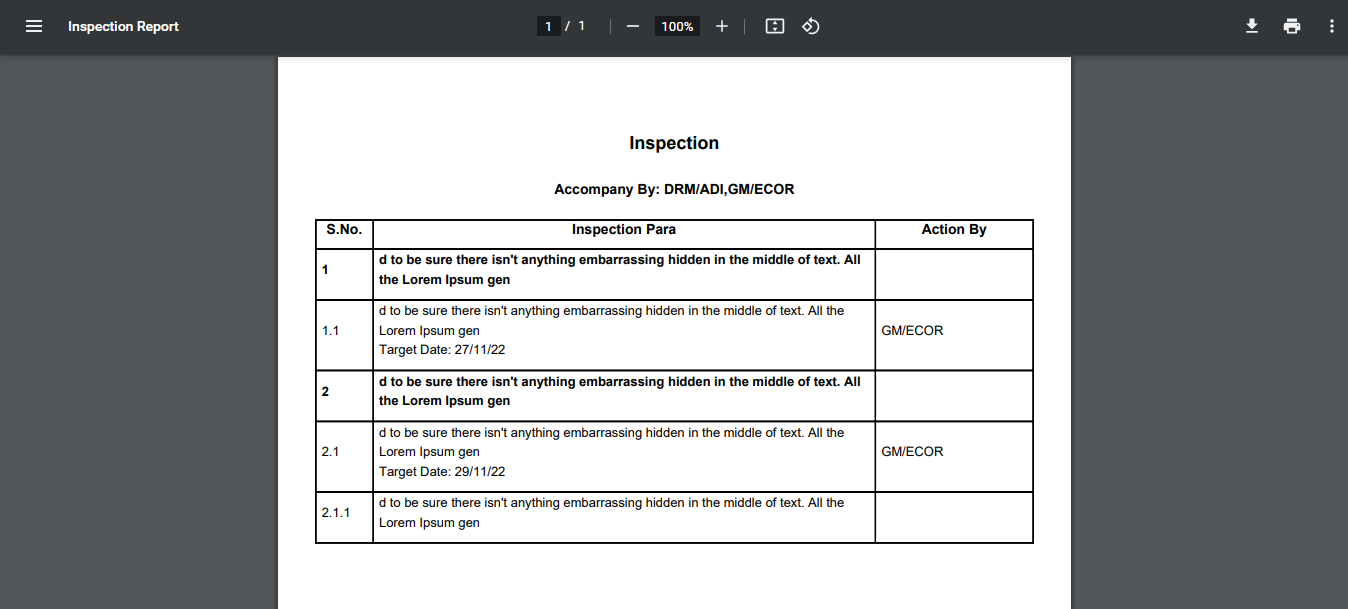 Inspection Report
1 / 1
100%
Inspection
Accompany By: DRM/ADI,GM/ECOR
S.No. Inspection Para Action By
1
d to be sure there isn't anything embarrassing hidden in the middle of text. All
the Lorem Ipsum gen
1.1
d to be sure there isn't anything embarrassing hidden in the middle of text. All the
Lorem Ipsum gen
Target Date: 27/11/22
GM/ECOR
2
d to be sure there isn't anything embarrassing hidden in the middle of text. All
the Lorem Ipsum gen
2.1
d to be sure there isn't anything embarrassing hidden in the middle of text. All the
Lorem Ipsum gen
Target Date: 29/11/22
GM/ECOR
2.1.1
d to be sure there isn't anything embarrassing hidden in the middle of text. All the
Lorem Ipsum gen